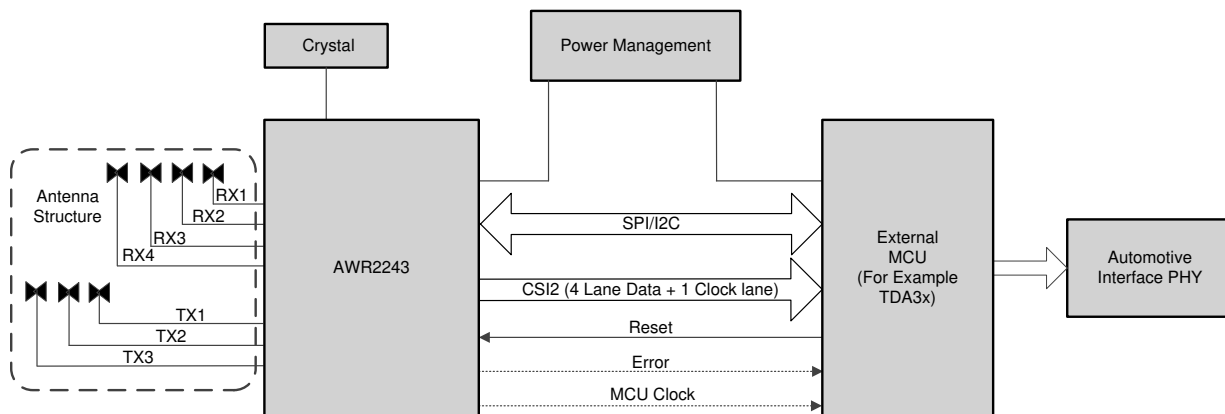 Crystal
Power Management
Antenna
Structure
RX1
RX2
RX3
RX4
TX1
TX2
TX3
AWR2243
SPI/I2C
CSI2 (4 Lane Data + 1 Clock lane)
Reset
Error
MCU Clock
External
MCU
(For Example
TDA3x)
Automotive
Interface PHY